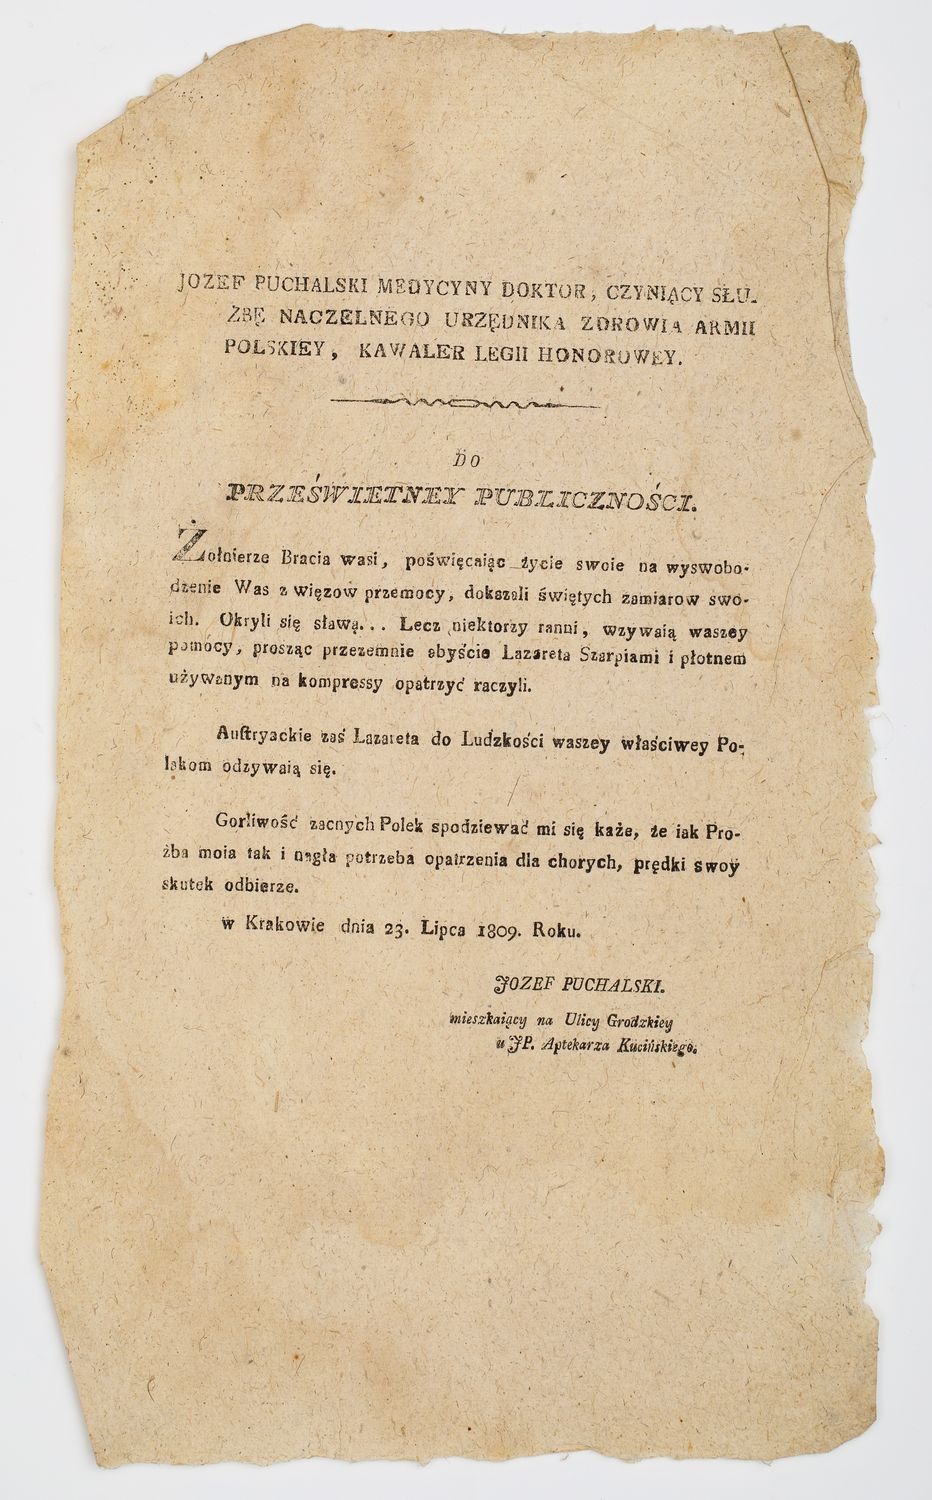 JOZEF PUCHALSKI MEDYCYNY DOKTOR, CZYNIĄCY SŁU-
ŻBĘ NACZELNEGO URZĘDNIKA ZDROWIA ARMII
POLSKIEY, KAWALER LEGII HONOROWEY.
DO
PRZEŚWIETNEY PUBLICZNOŚCI.
Żołnierze Bracia wasi, poświęcaiąc życie swoie na wyswobo-
dzenie Was z więzow przemocy, dokazali świętych zamiarow swo-
ich. Okryli się sławą... Lecz niektorzy ranni, wzywaią waszey
pomocy, prosząc przezemnie abyście Lazareta Szarpiami i płotnem
używanym na kompressy opatrzyć raczyli.
Austryackie zaś Lazareta do Ludzkości waszey właściwey Po-
lakom odzywaią się.
Gorliwość zacnych Polek spodziewać mi się każe, że iak Pro-
źba moia tak i nagła potrzeba opatrzenia dla chorych, prędki swoy
skutek odbierze.
w Krakowie dnia 23. Lipca 1809. Roku.
JOZEF PUCHALSKI.
mieszkaiący na Ulicy Grodzkiey
u JP. Aptekarza Kucińskiego.